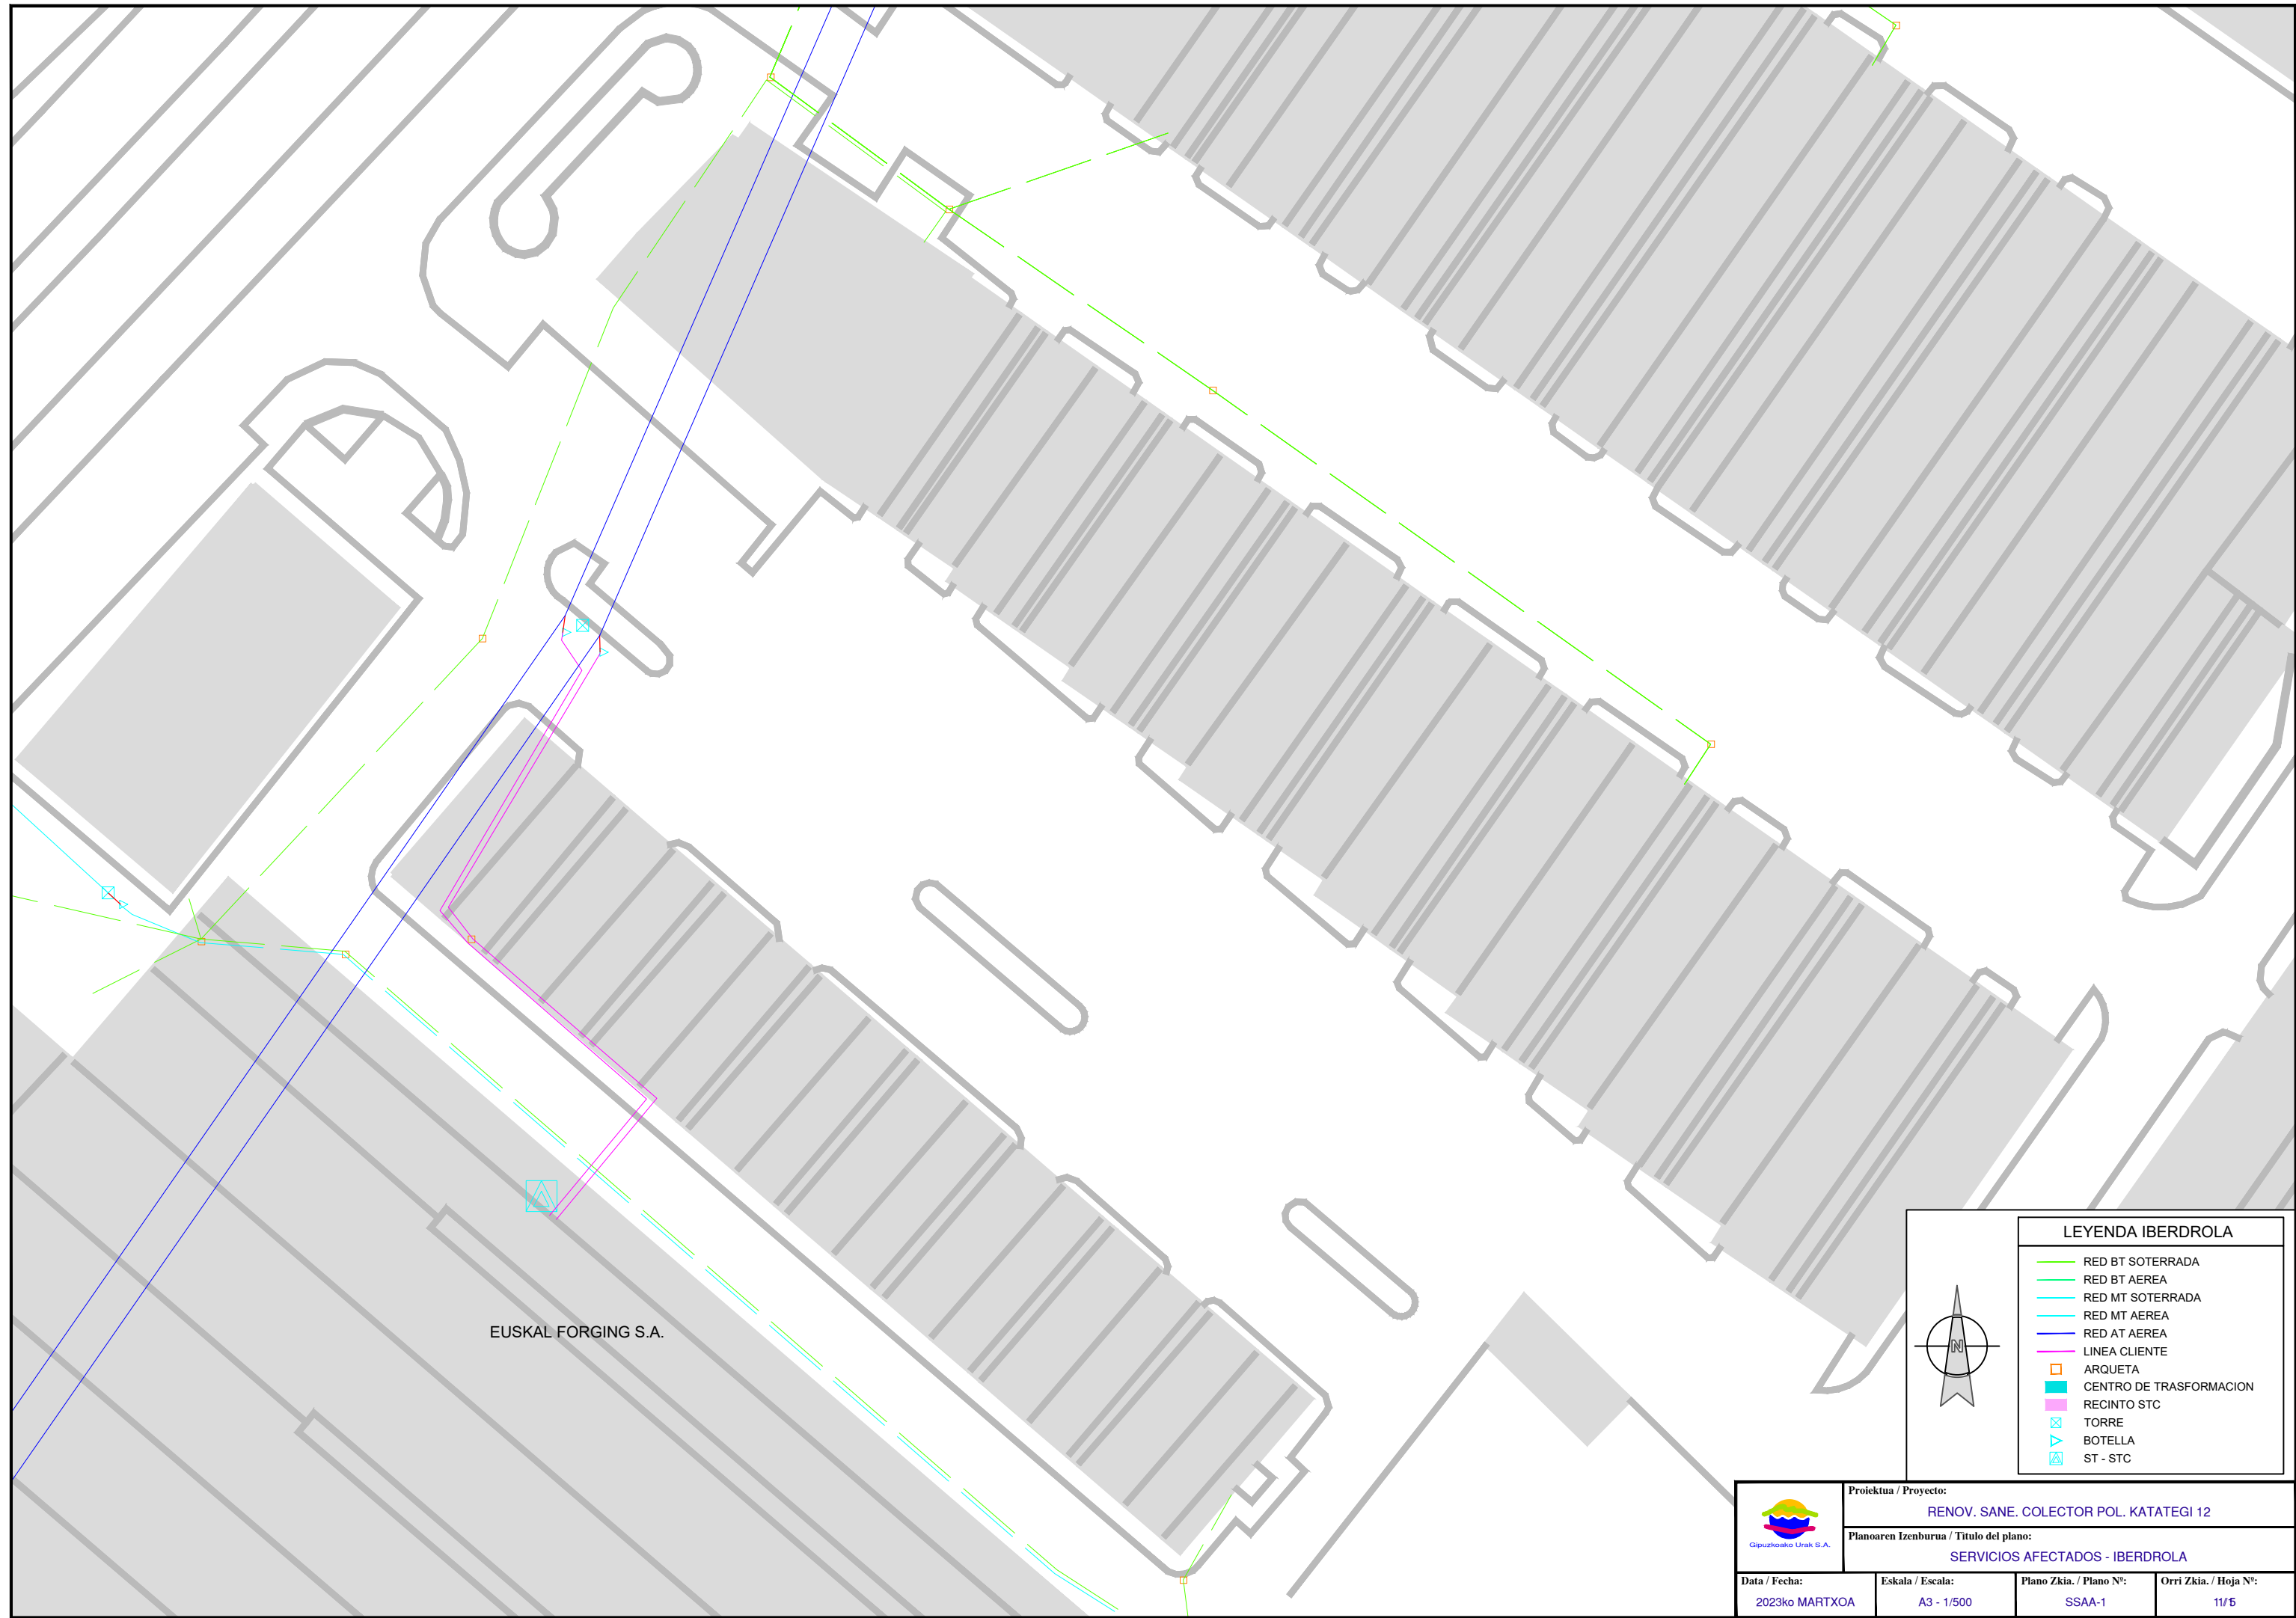 EUSKAL FORGING S.A.
LEYENDA IBERDROLA
RED BT SOTERRADA
RED BT AEREA
RED MT SOTERRADA
RED MT AEREA
RED AT AEREA
LINEA CLIENTE
ARQUETA
CENTRO DE TRASFORMACION
RECINTO STC
TORRE
BOTELLA
ST - STC
N
Gipuzkoako Urak S.A.
Proiektua / Proyecto:
RENOV. SANE. COLECTOR POL. KATATEGI 12
Planoaren Izenburua / Titulo del plano:
SERVICIOS AFECTADOS - IBERDROLA
Data / Fecha:
2023ko MARTXOA
Eskala / Escala:
A3 - 1/500
Plano Zkia. / Plano Nº:
SSAA-1
Orri Zkia. / Hoja Nº: